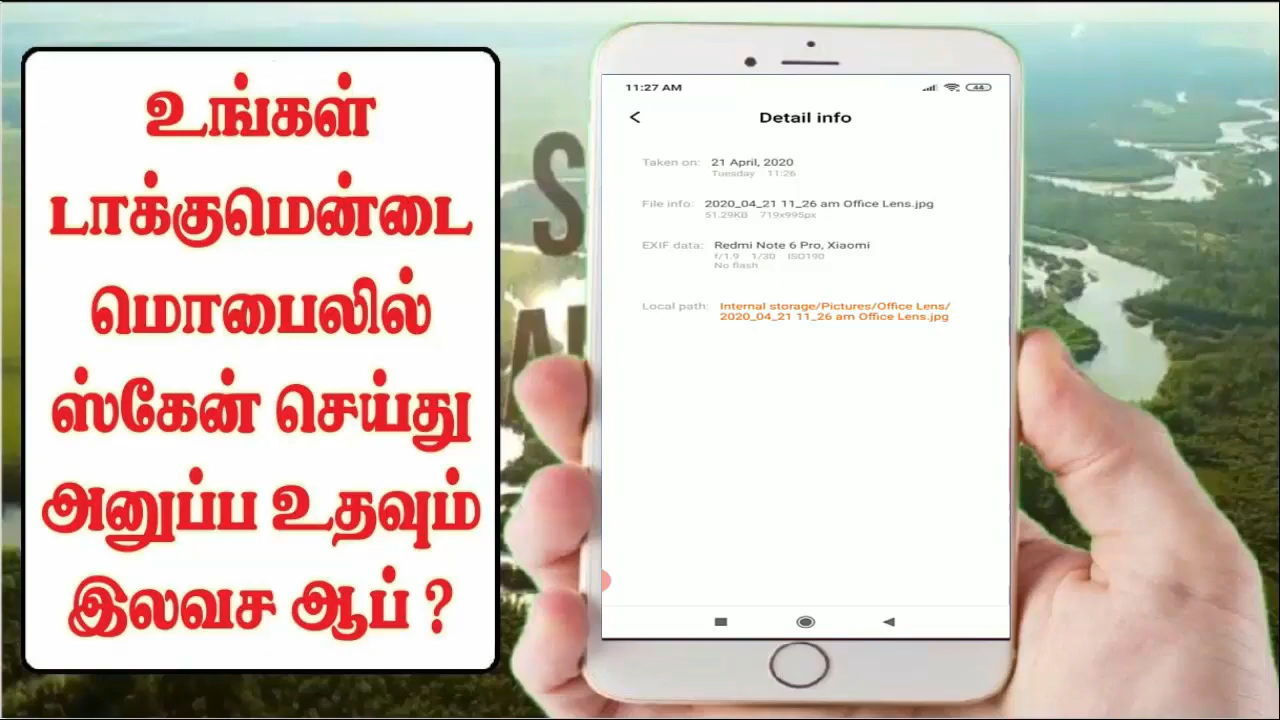 உங்கள்
டாக்குமென்டை
மொபைலில்
ஸ்கேன் செய்து
அனுப்ப உதவும்
இலவச ஆப் ?
11:27 AM
44
Detail info
Taken on: 21 April, 2020
Tuesday 11:26
File info: 2020_04_21 11_26 am Office Lens.jpg
51.29KB 719x995px
EXIF data: Redmi Note 6 Pro, Xiaomi
f/1.9 1/30 ISO190
No flash
Local path: Internal storage/Pictures/Office Lens/
2020_04_21 11_26 am Office Lens.jpg